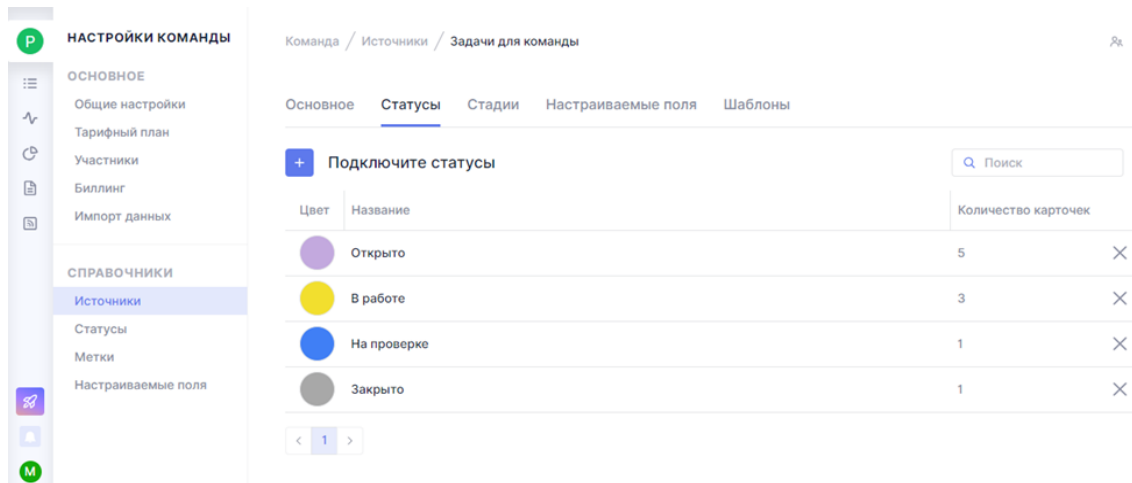 P
НАСТРОЙКИ КОМАНДЫ
ОСНОВНОЕ
Общие настройки
Тарифный план
Участники
Биллинг
Импорт данных
СПРАВОЧНИКИ
Источники
Статусы
Метки
Настраиваемые поля
M
Команда / Источники / Задачи для команды
Основное Статусы Стадии Настраиваемые поля Шаблоны
+ Подключите статусы
Поиск
Цвет Название Количество карточек
Открыто 5
В работе 3
На проверке 1
Закрыто 1
< 1 >